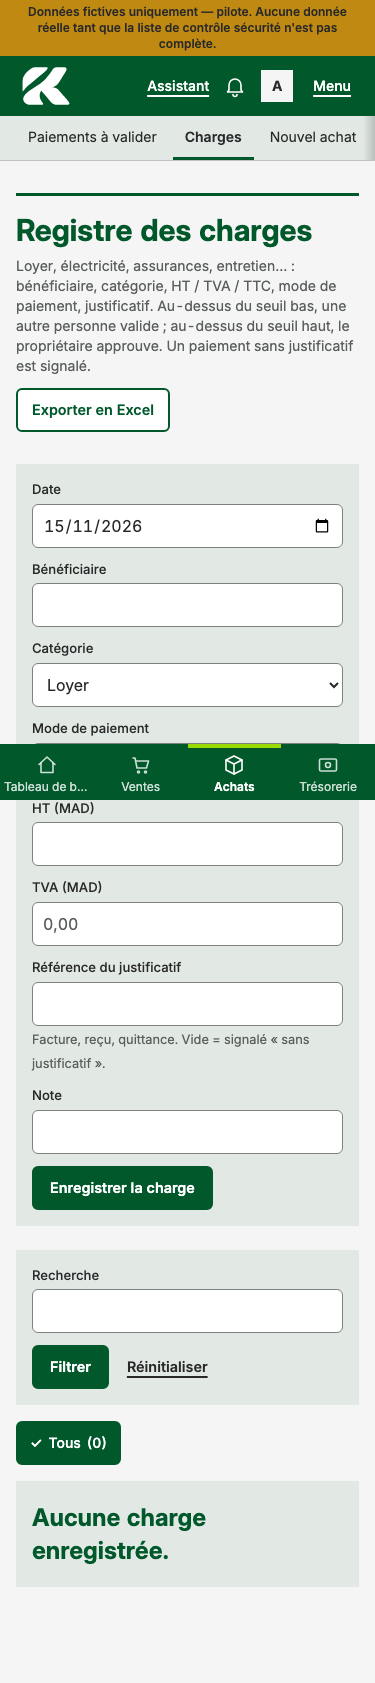 Données fictives uniquement — pilote. Aucune donnée
réelle tant que la liste de contrôle sécurité n'est pas
complète.
Assistant
A
Menu
Paiements à valider
Charges
Nouvel achat
Registre des charges
Loyer, électricité, assurances, entretien… :
bénéficiaire, catégorie, HT / TVA / TTC, mode de
paiement, justificatif. Au-dessus du seuil bas, une
autre personne valide ; au-dessus du seuil haut, le
propriétaire approuve. Un paiement sans justificatif
est signalé.
Exporter en Excel
Date
15/11/2026
Bénéficiaire
Catégorie
Loyer
Mode de paiement
Tableau de b...
Ventes
Achats
Trésorerie
HT (MAD)
TVA (MAD)
0,00
Référence du justificatif
Facture, reçu, quittance. Vide = signalé « sans
justificatif ».
Note
Enregistrer la charge
Recherche
Filtrer
Réinitialiser
✓ Tous (0)
Aucune charge
enregistrée.